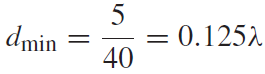 d_min = 5/40 = 0.125λ